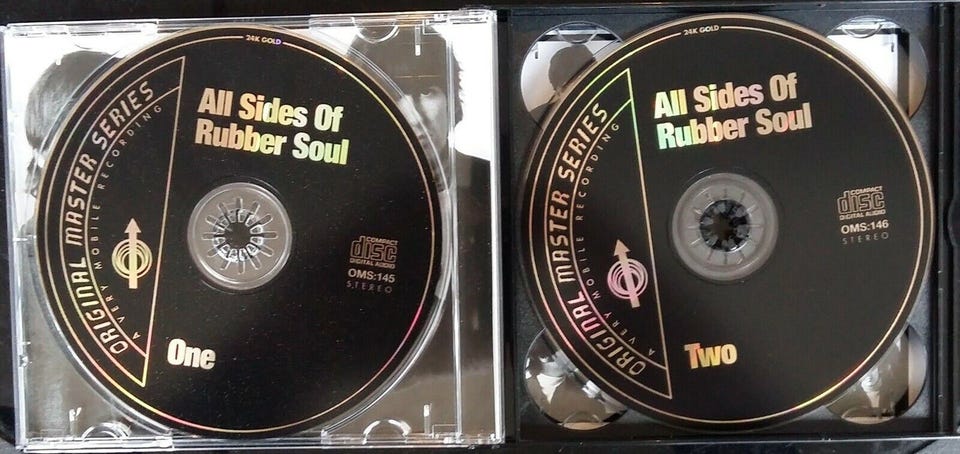 24K GOLD
ORIGINAL MASTER SERIES
A VERY MOBILE RECORDING
All Sides Of
Rubber Soul
COMPACT
disc
DIGITAL AUDIO
OMS:145
STEREO
One
24K GOLD
ORIGINAL MASTER SERIES
A VERY MOBILE RECORDING
All Sides Of
Rubber Soul
COMPACT
disc
DIGITAL AUDIO
OMS:146
STEREO
Two